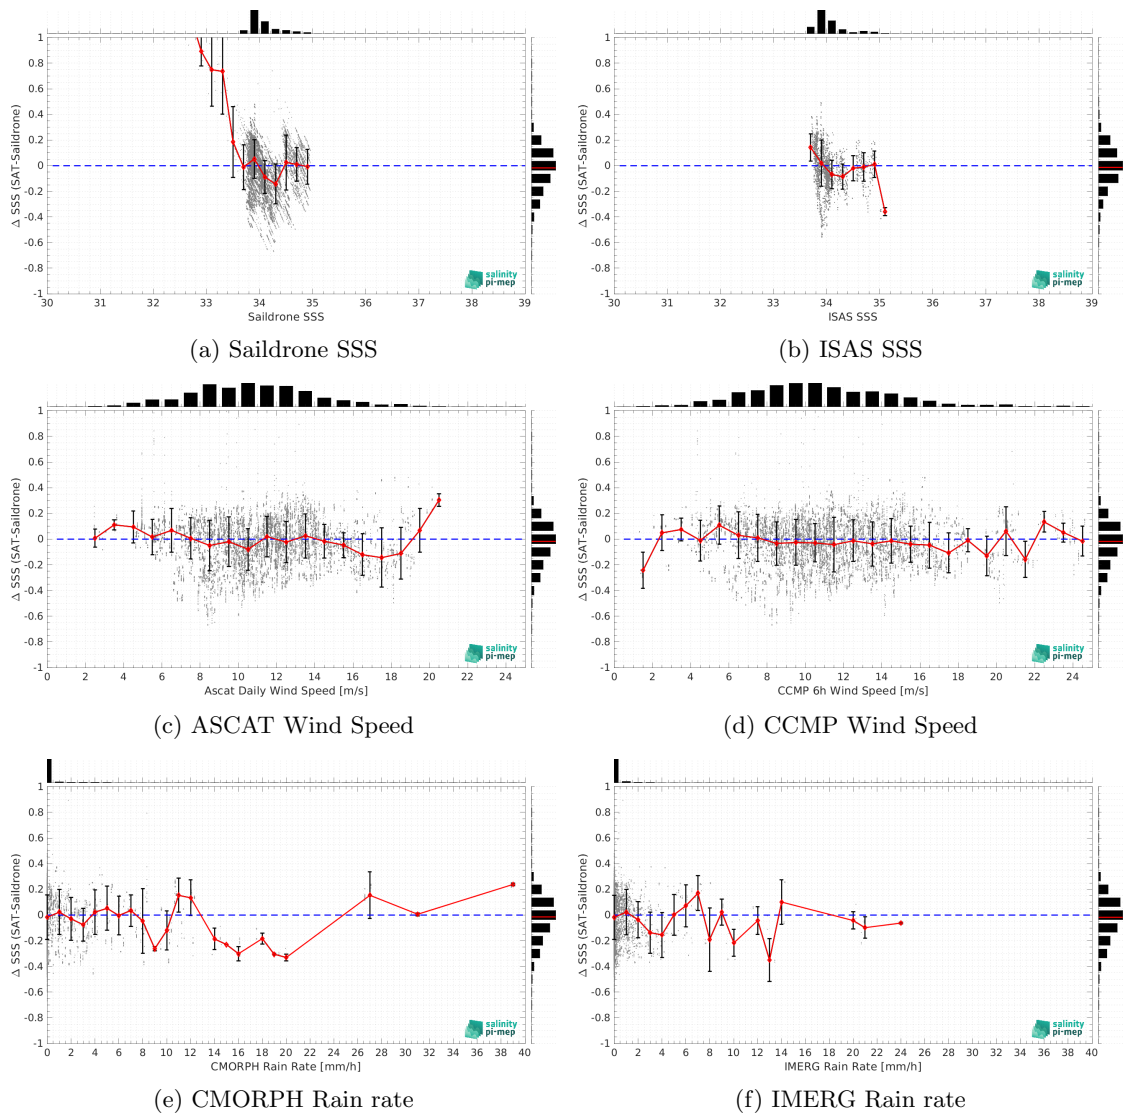 1
0.8
0.6
0.4
0.2
0
-0.2
-0.4
-0.6
-0.8
-1
Δ SSS (SAT-Saildrone)
30 31 32 33 34 35 36 37 38 39
Saildrone SSS
salinity
pi-mep
(a) Saildrone SSS
1
0.8
0.6
0.4
0.2
0
-0.2
-0.4
-0.6
-0.8
-1
Δ SSS (SAT-Saildrone)
30 31 32 33 34 35 36 37 38 39
ISAS SSS
salinity
pi-mep
(b) ISAS SSS
1
0.8
0.6
0.4
0.2
0
-0.2
-0.4
-0.6
-0.8
-1
Δ SSS (SAT-Saildrone)
0 2 4 6 8 10 12 14 16 18 20 22 24
Ascat Daily Wind Speed [m/s]
salinity
pi-mep
(c) ASCAT Wind Speed
1
0.8
0.6
0.4
0.2
0
-0.2
-0.4
-0.6
-0.8
-1
Δ SSS (SAT-Saildrone)
0 2 4 6 8 10 12 14 16 18 20 22 24
CCMP 6h Wind Speed [m/s]
salinity
pi-mep
(d) CCMP Wind Speed
1
0.8
0.6
0.4
0.2
0
-0.2
-0.4
-0.6
-0.8
-1
Δ SSS (SAT-Saildrone)
0 2 4 6 8 10 12 14 16 18 20 22 24 26 28 30 32 34 36 38 40
CMORPH Rain Rate [mm/h]
salinity
pi-mep
(e) CMORPH Rain rate
1
0.8
0.6
0.4
0.2
0
-0.2
-0.4
-0.6
-0.8
-1
Δ SSS (SAT-Saildrone)
0 2 4 6 8 10 12 14 16 18 20 22 24 26 28 30 32 34 36 38 40
IMERG Rain Rate [mm/h]
salinity
pi-mep
(f) IMERG Rain rate